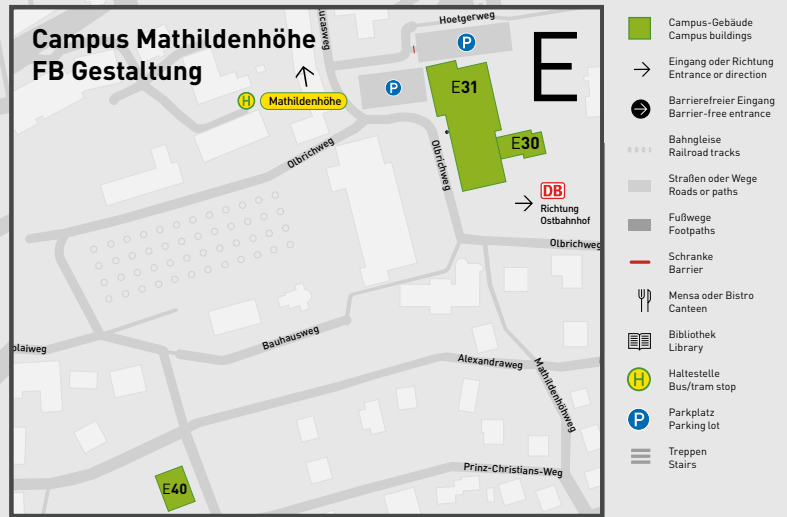 Campus Mathildenhöhe
FB Gestaltung
E
Hoetgerweg
Lucasweg
P
P
H
Mathildenhöhe
E31
E30
Olbrichweg
Olbrichweg
DB
Richtung
Ostbahnhof
Olbrichweg
Bauhausweg
olaiweg
Alexandraweg
Mathildenhöhweg
Prinz-Christians-Weg
E40
Campus-Gebäude
Campus buildings
Eingang oder Richtung
Entrance or direction
Barrierefreier Eingang
Barrier-free entrance
Bahngleise
Railroad tracks
Straßen oder Wege
Roads or paths
Fußwege
Footpaths
Schranke
Barrier
Mensa oder Bistro
Canteen
Bibliothek
Library
H
Haltestelle
Bus/tram stop
P
Parkplatz
Parking lot
Treppen
Stairs